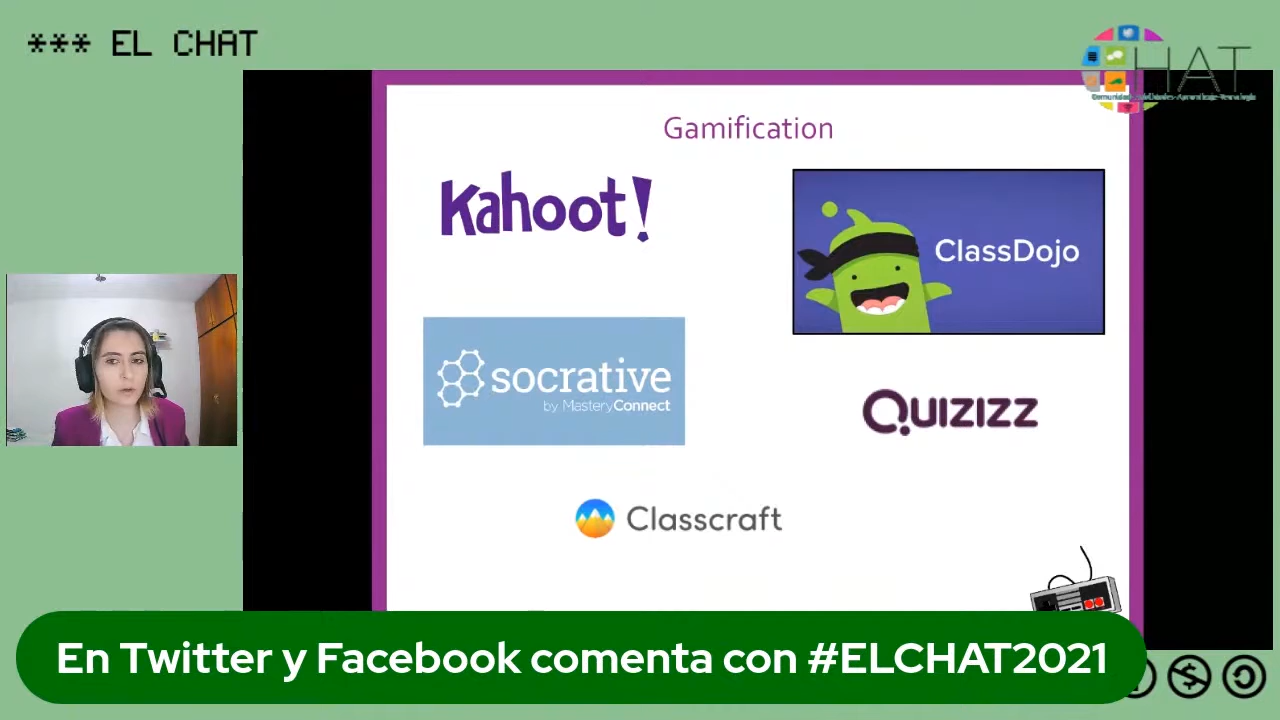 *** EL CHAT
HAT
Gamification
Kahoot!
ClassDojo
socrative
by MasteryConnect
Quizizz
Classcraft
En Twitter y Facebook comenta con #ELCHAT2021